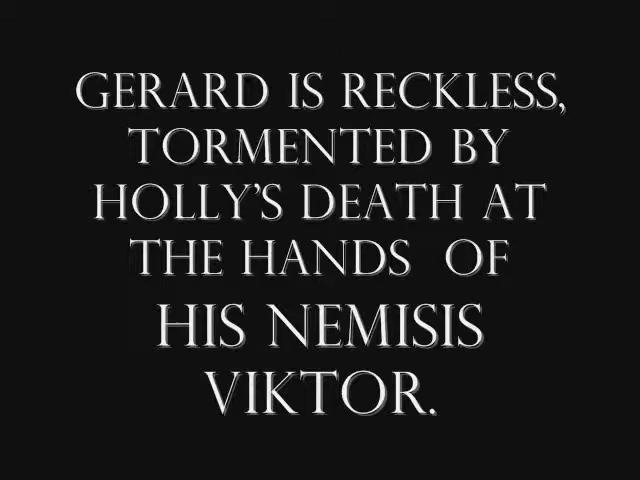 GERARD IS RECKLESS,
TORMENTED BY
HOLLY'S DEATH AT
THE HANDS OF
HIS NEMISIS
VIKTOR.